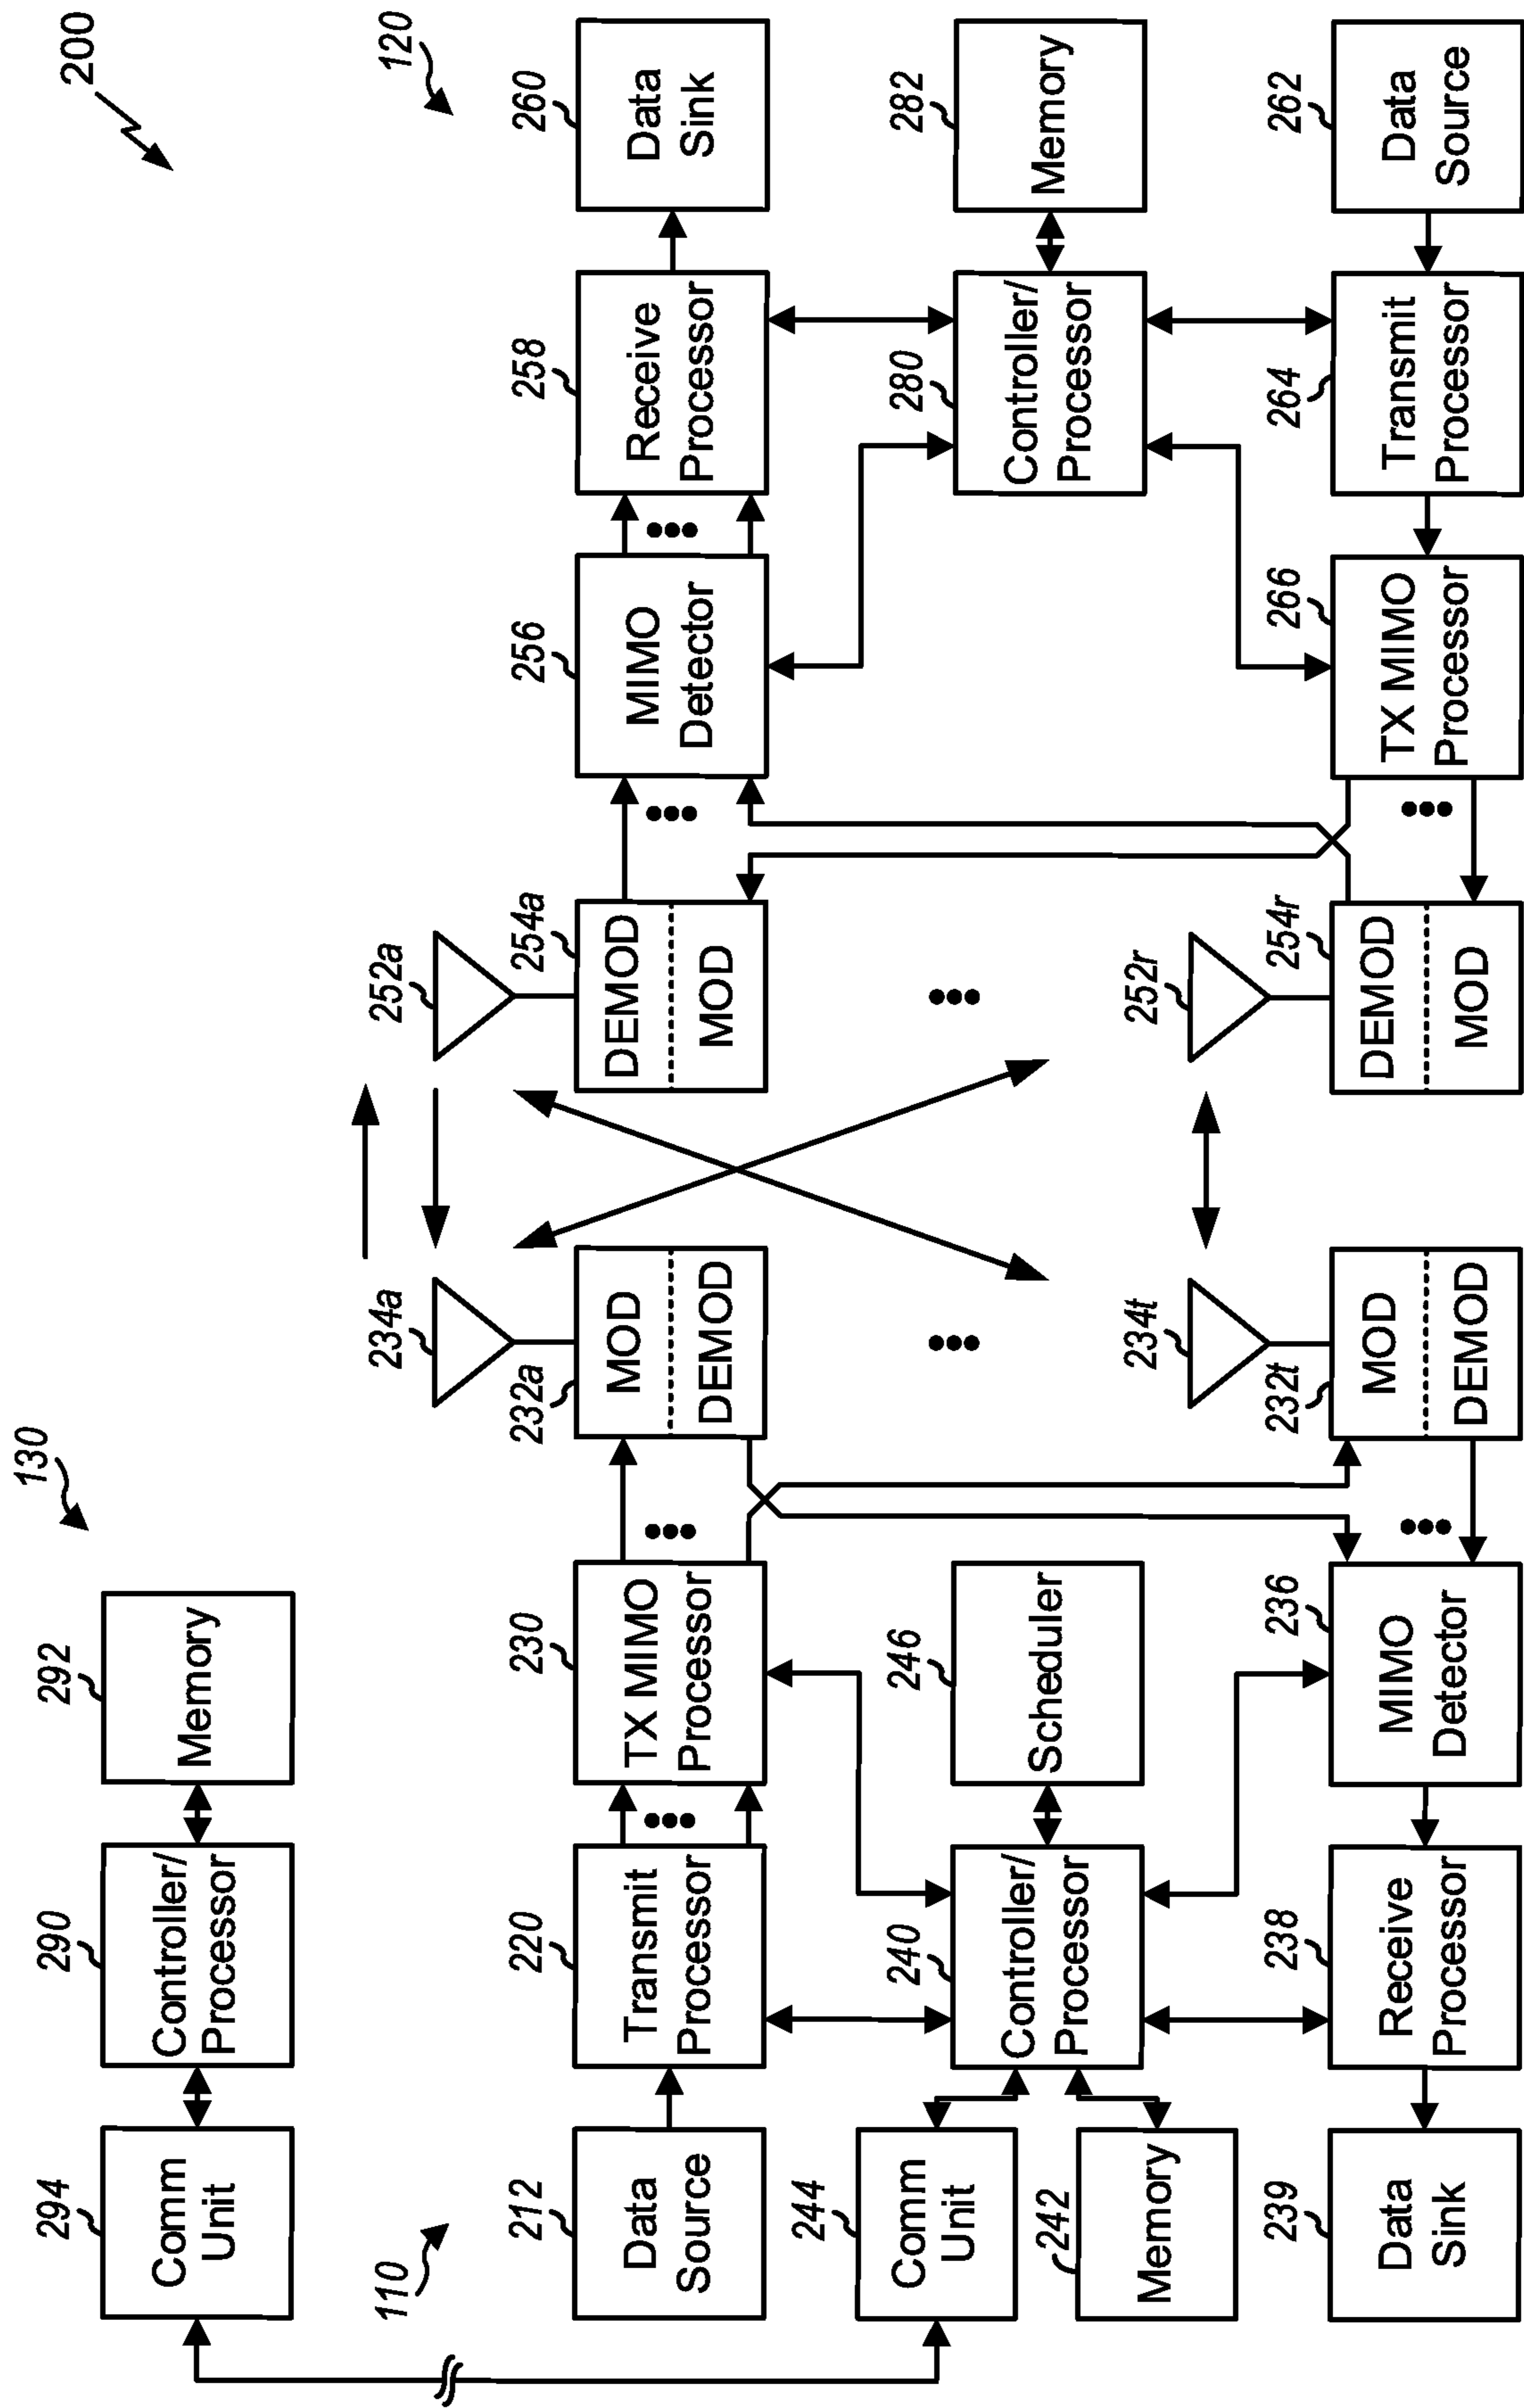 200
130
294
Comm
Unit
290
Controller/
Processor
292
Memory
110
120
212
Data
Source
220
Transmit
Processor
230
TX MIMO
Processor
232a
MOD
DEMOD
234a
252a
254a
DEMOD
MOD
256
MIMO
Detector
258
Receive
Processor
260
Data
Sink
244
Comm
Unit
242
Memory
240
Controller/
Processor
246
Scheduler
280
Controller/
Processor
282
Memory
239
Data
Sink
238
Receive
Processor
236
MIMO
Detector
232t
MOD
DEMOD
234t
252r
254r
DEMOD
MOD
266
TX MIMO
Processor
264
Transmit
Processor
262
Data
Source